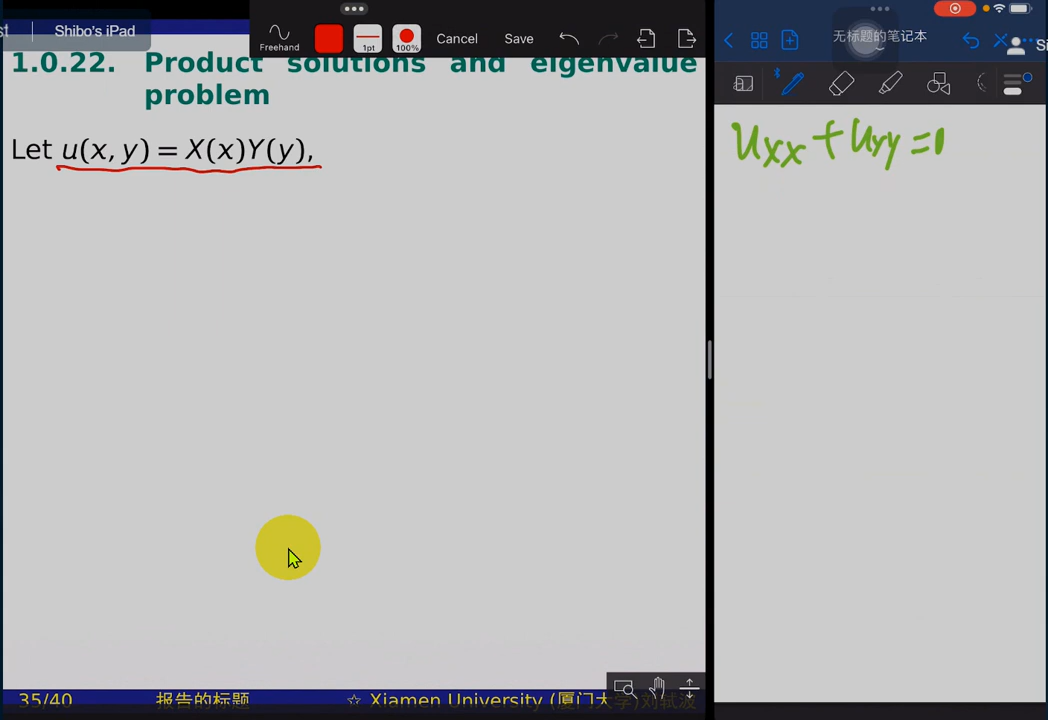 Shibo's iPad
Freehand
1pt
100%
Cancel
Save
无标题的笔记本
1.0.22. Product solutions and eigenvalue
problem
Let u(x, y) = X(x)Y(y),
uxx + uyy = 0
35/40 报告的标题 ☆ Xiamen University (厦门大学)刘轼波